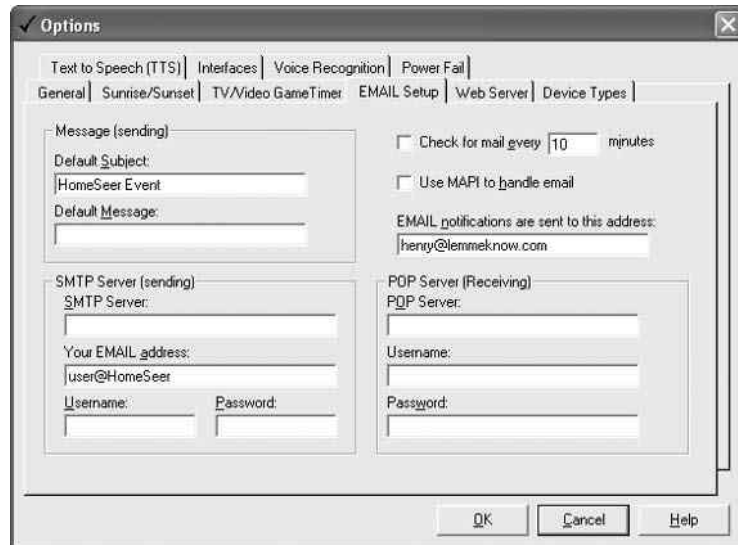 Options
Text to Speech (TTS) Interfaces Voice Recognition Power Fail
General Sunrise/Sunset TV/Video GameTimer EMAIL Setup Web Server Device Types
Message (sending)
Default Subject:
HomeSeer Event
Default Message:
Check for mail every 10 minutes
Use MAPI to handle email
EMAIL notifications are sent to this address:
henry@lemmeknow.com
SMTP Server (sending)
SMTP Server:
Your EMAIL address:
user@HomeSeer
Username: Password:
POP Server (Receiving)
POP Server:
Username:
Password:
OK Cancel Help